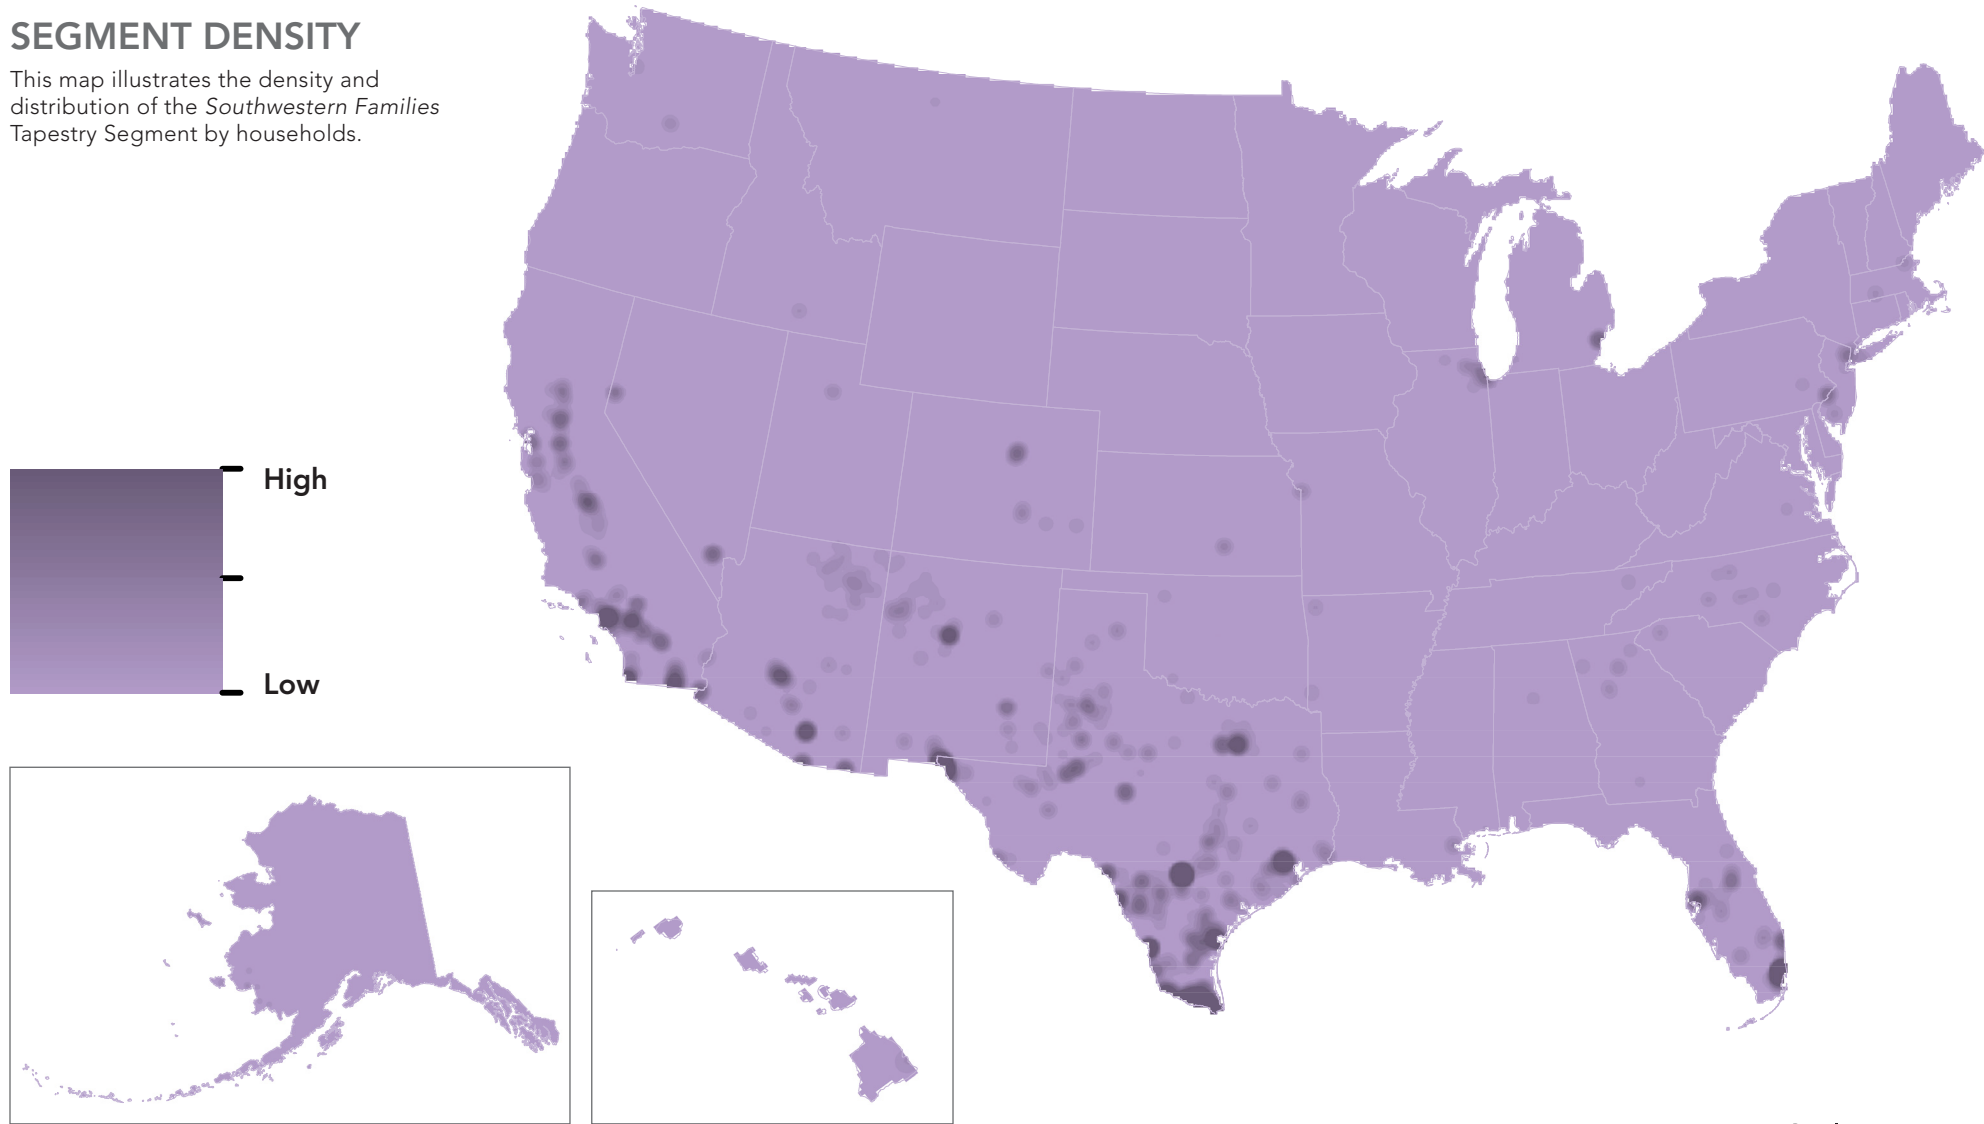 SEGMENT DENSITY
This map illustrates the density and
distribution of the Southwestern Families
Tapestry Segment by households.
High
Low